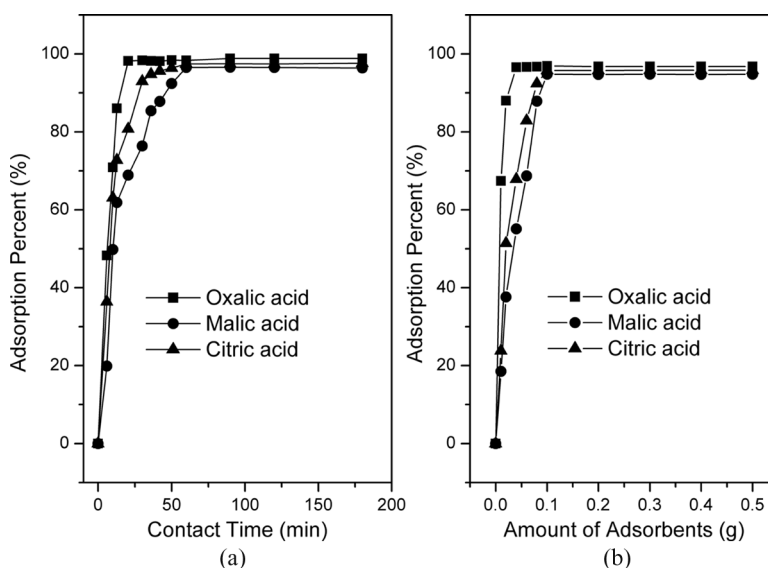 100
80
60
40
20
0
Adsorption Percent (%)
Oxalic acid
Malic acid
Citric acid
0 50 100 150 200
Contact Time (min)
(a)
100
80
60
40
20
0
Adsorption Percent (%)
Oxalic acid
Malic acid
Citric acid
0.0 0.1 0.2 0.3 0.4 0.5
Amount of Adsorbents (g)
(b)